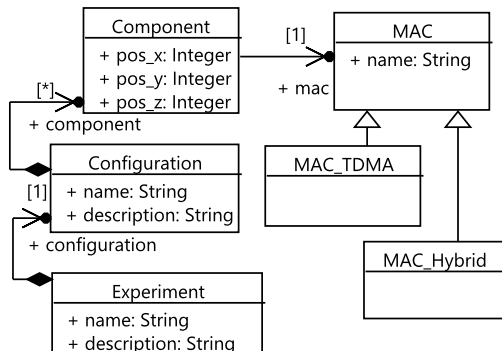 Component
+ pos_x: Integer
+ pos_y: Integer
+ pos_z: Integer
[1]
+ mac
MAC
+ name: String
[*]
+ component
MAC_TDMA
Configuration
+ name: String
+ description: String
[1]
+ configuration
MAC_Hybrid
Experiment
+ name: String
+ description: String